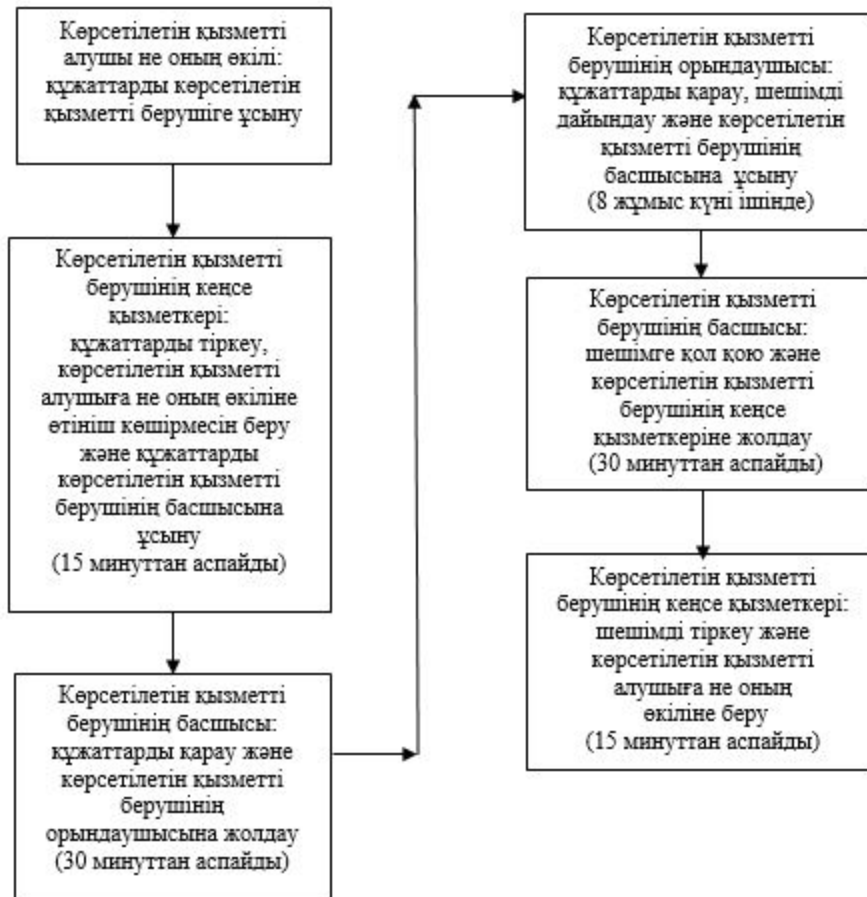 Көрсетілетін қызметті
алушы не оның өкілі:
құжаттарды көрсетілетін
қызметті берушіге ұсыну
Көрсетілетін қызметті
берушінің кеңсе
қызметкері:
құжаттарды тіркеу,
көрсетілетін қызметті
алушыға не оның өкіліне
өтініш көшірмесін беру
және құжаттарды
көрсетілетін қызметті
берушінің басшысына
ұсыну
(15 минуттан аспайды)
Көрсетілетін қызметті
берушінің басшысы:
құжаттарды қарау және
көрсетілетін қызметті
берушінің
орындаушысына жолдау
(30 минуттан аспайды)
Көрсетілетін қызметті
берушінің орындаушысы:
құжаттарды қарау, шешімді
дайындау және көрсетілетін
қызметті берушінің
басшысына ұсыну
(8 жұмыс күні ішінде)
Көрсетілетін қызметті
берушінің басшысы:
шешімге қол қою және
көрсетілетін қызметті
берушінің кеңсе
қызметкеріне жолдау
(30 минуттан аспайды)
Көрсетілетін қызметті
берушінің кеңсе қызметкері:
шешімді тіркеу және
көрсетілетін қызметті
алушыға не оның
өкіліне беру
(15 минуттан аспайды)